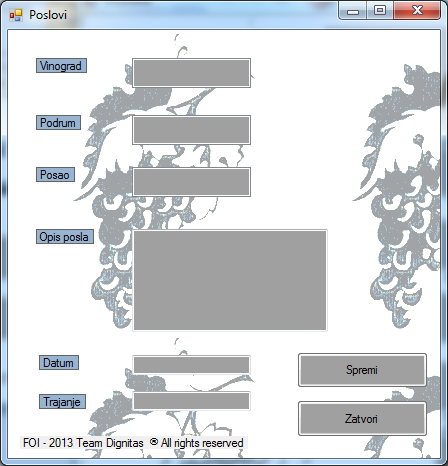 Poslovi
Vinograd
Podrum
Posao
Opis posla
Datum
Spremi
Trajanje
Zatvori
FOI - 2013 Team Dignitas ® All rights reserved